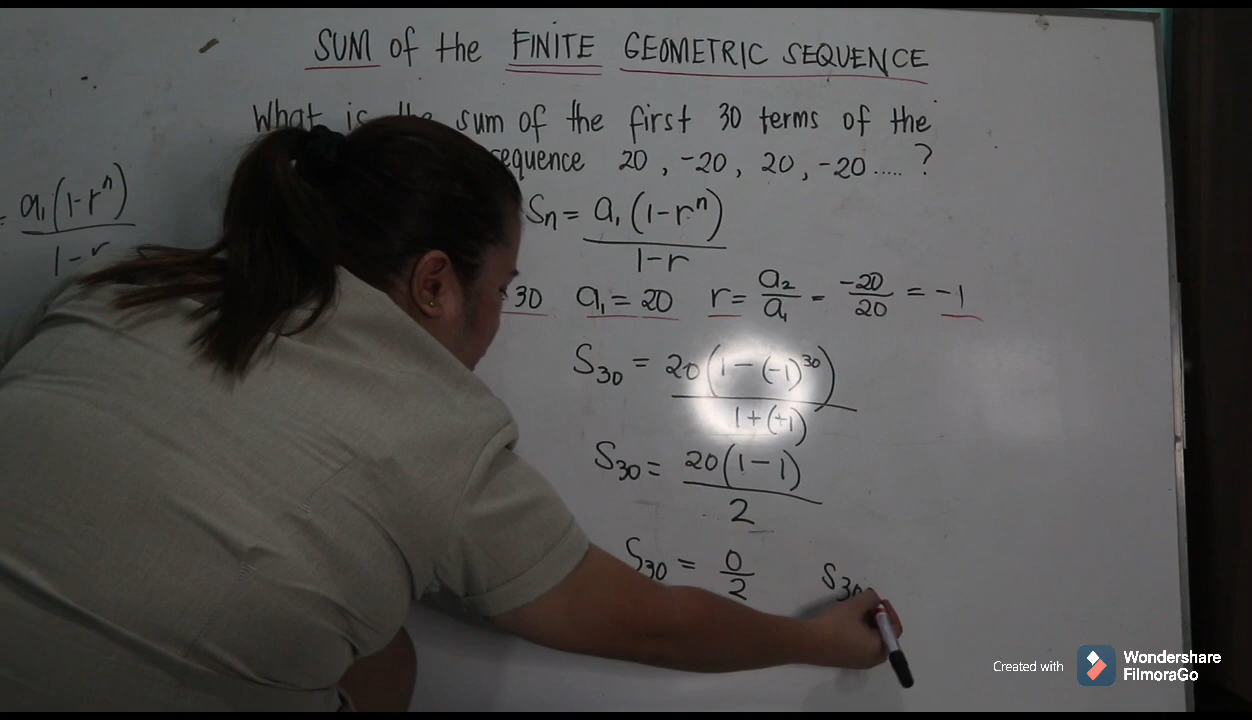 SUM of the FINITE GEOMETRIC SEQUENCE
What is the sum of the first 30 terms of the
sequence 20, -20, 20, -20.....?
= a₁(1-rⁿ) / 1-r
Sn = a₁(1-rⁿ) / 1-r
30 a₁ = 20 r = a₂/a₁ = -20/20 = -1
S₃₀ = 20(1-(-1)³⁰) / 1+(+1)
S₃₀ = 20(1-1) / 2
S₃₀ = 0/2 S₃₀
Created with Wondershare FilmoraGo